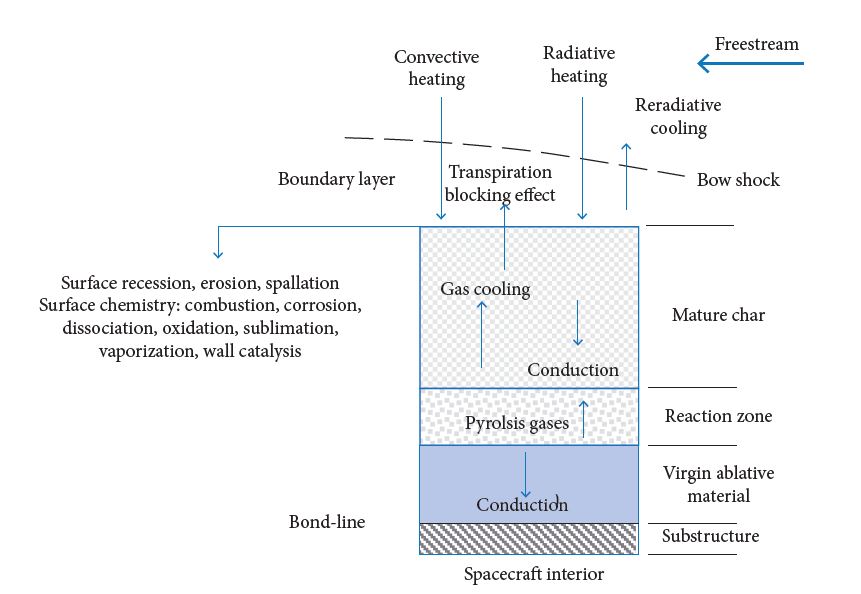 Freestream
Convective
heating
Radiative
heating
Reradiative
cooling
Boundary layer
Transpiration
blocking effect
Bow shock
Surface recession, erosion, spallation
Surface chemistry: combustion, corrosion,
dissociation, oxidation, sublimation,
vaporization, wall catalysis
Gas cooling
Mature char
Conduction
Pyrolsis gases
Reaction zone
Virgin ablative
material
Conduction
Bond-line
Substructure
Spacecraft interior